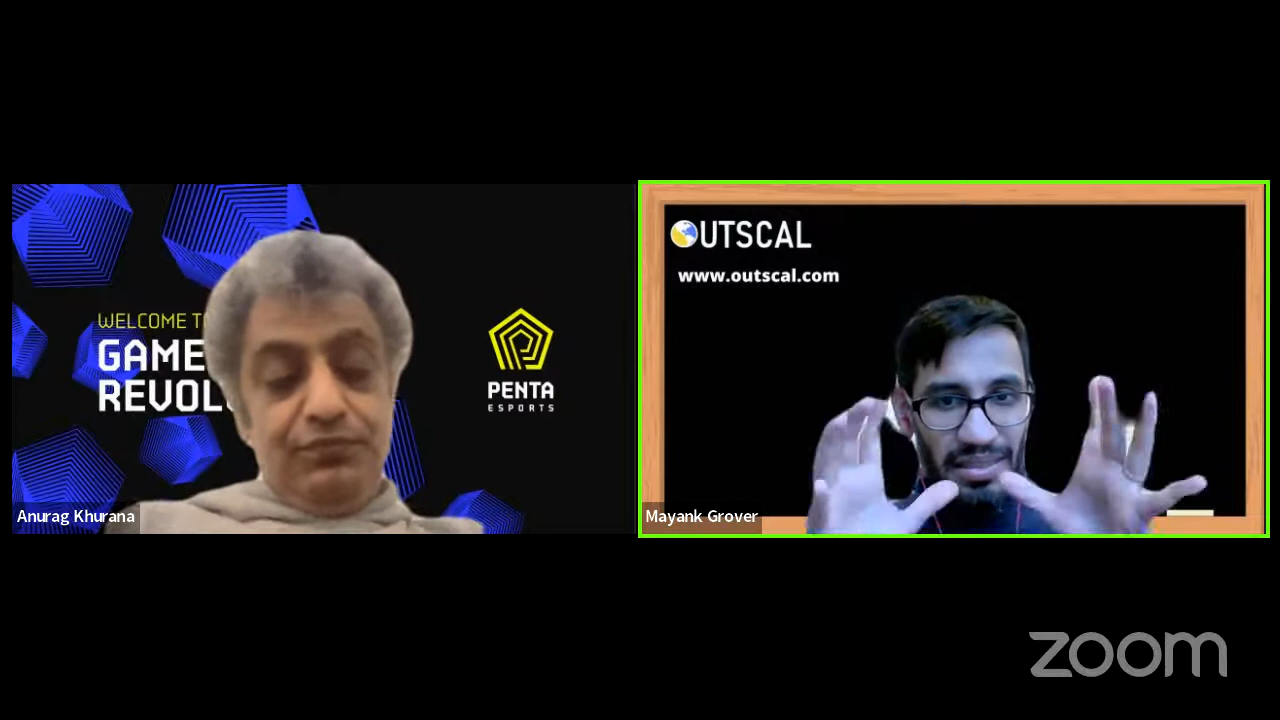 WELCOME T
GAME
REVOL
PENTA
ESPORTS
Anurag Khurana
OUTSCAL
www.outscal.com
Mayank Grover
zoom